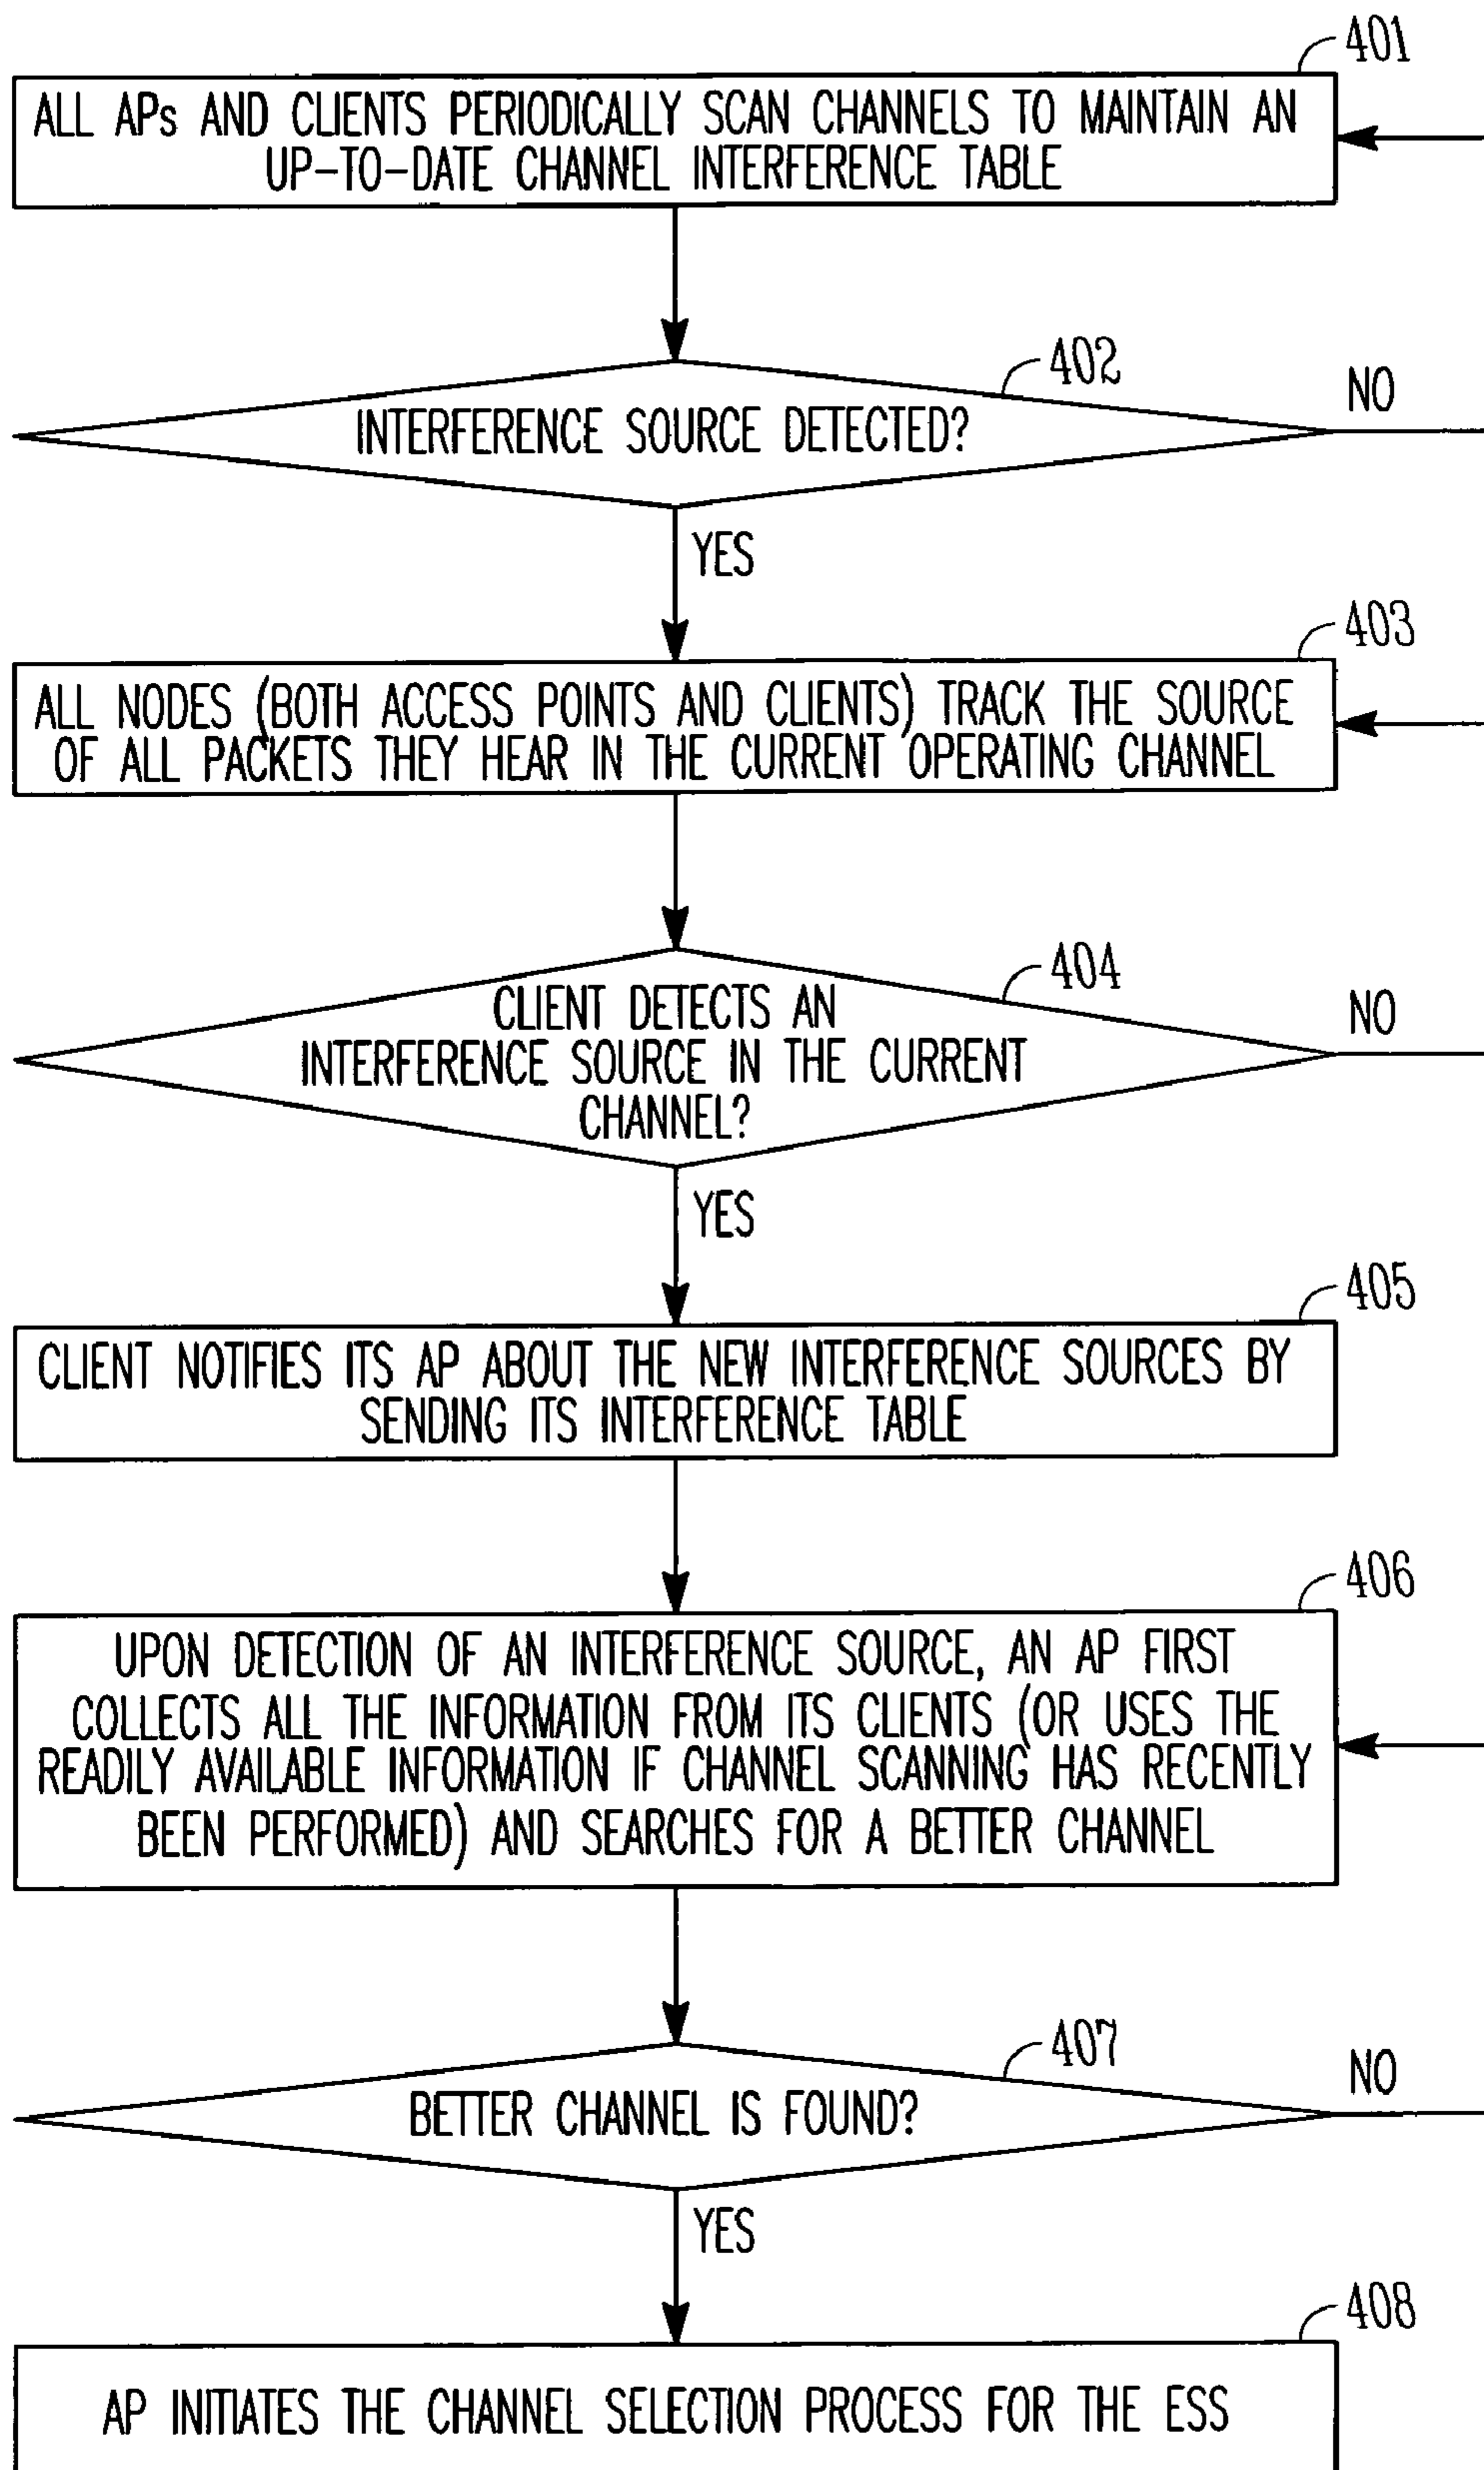 401
ALL APs AND CLIENTS PERIODICALLY SCAN CHANNELS TO MAINTAIN AN
UP-TO-DATE CHANNEL INTERFERENCE TABLE
402
INTERFERENCE SOURCE DETECTED?
NO
YES
403
ALL NODES (BOTH ACCESS POINTS AND CLIENTS) TRACK THE SOURCE
OF ALL PACKETS THEY HEAR IN THE CURRENT OPERATING CHANNEL
404
CLIENT DETECTS AN
INTERFERENCE SOURCE IN THE CURRENT
CHANNEL?
NO
YES
405
CLIENT NOTIFIES ITS AP ABOUT THE NEW INTERFERENCE SOURCES BY
SENDING ITS INTERFERENCE TABLE
406
UPON DETECTION OF AN INTERFERENCE SOURCE, AN AP FIRST
COLLECTS ALL THE INFORMATION FROM ITS CLIENTS (OR USES THE
READILY AVAILABLE INFORMATION IF CHANNEL SCANNING HAS RECENTLY
BEEN PERFORMED) AND SEARCHES FOR A BETTER CHANNEL
407
BETTER CHANNEL IS FOUND?
NO
YES
408
AP INITIATES THE CHANNEL SELECTION PROCESS FOR THE ESS